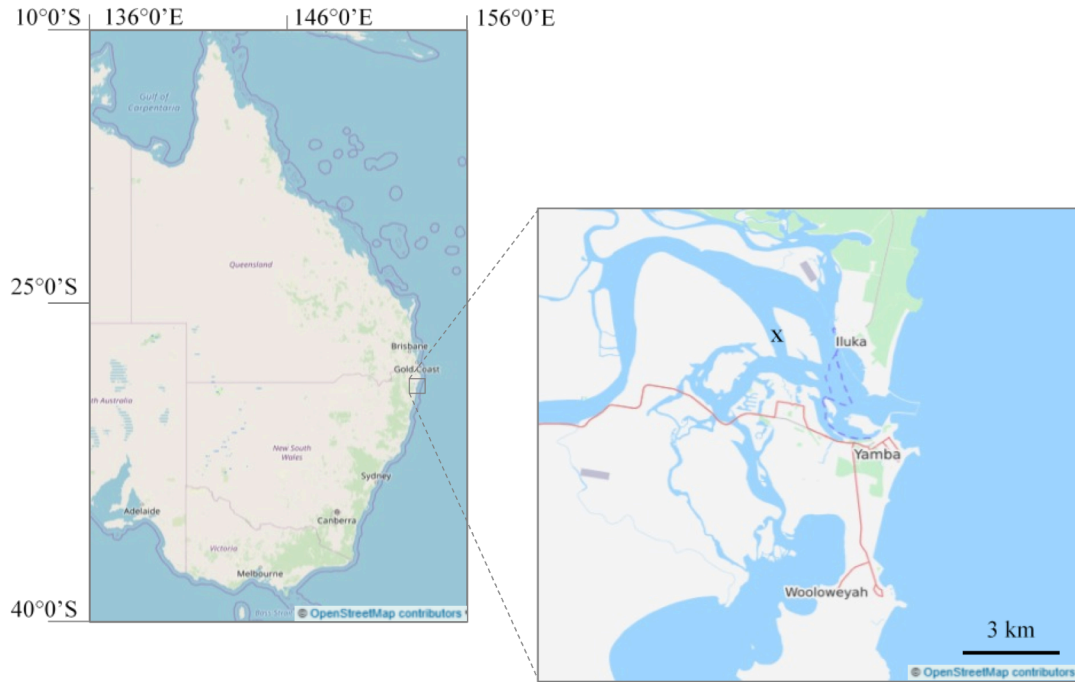 10°0’S
136°0’E
146°0’E
156°0’E
Gulf of
Carpentaria
Queensland
25°0’S
Brisbane
Gold Coast
th Australia
New South
Wales
Sydney
Adelaide
Canberra
Victoria
Melbourne
40°0’S
Bass Strait
© OpenStreetMap contributors
x
Iluka
Yamba
Wooloweyah
3 km
© OpenStreetMap contributors